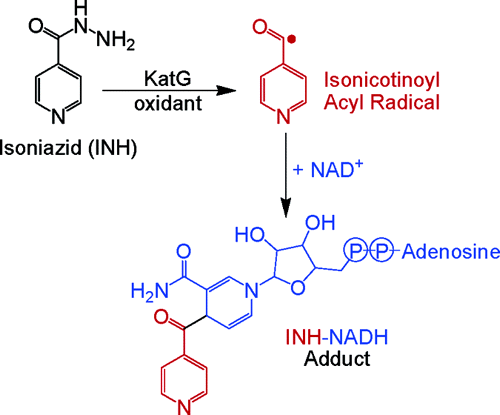 O
H
N
NH2
N
Isoniazid (INH)
KatG
oxidant
O
C
N
Isonicotinoyl
Acyl Radical
+ NAD+
HO
OH
O
H2N
N
O
P P Adenosine
O
N
INH-NADH
Adduct